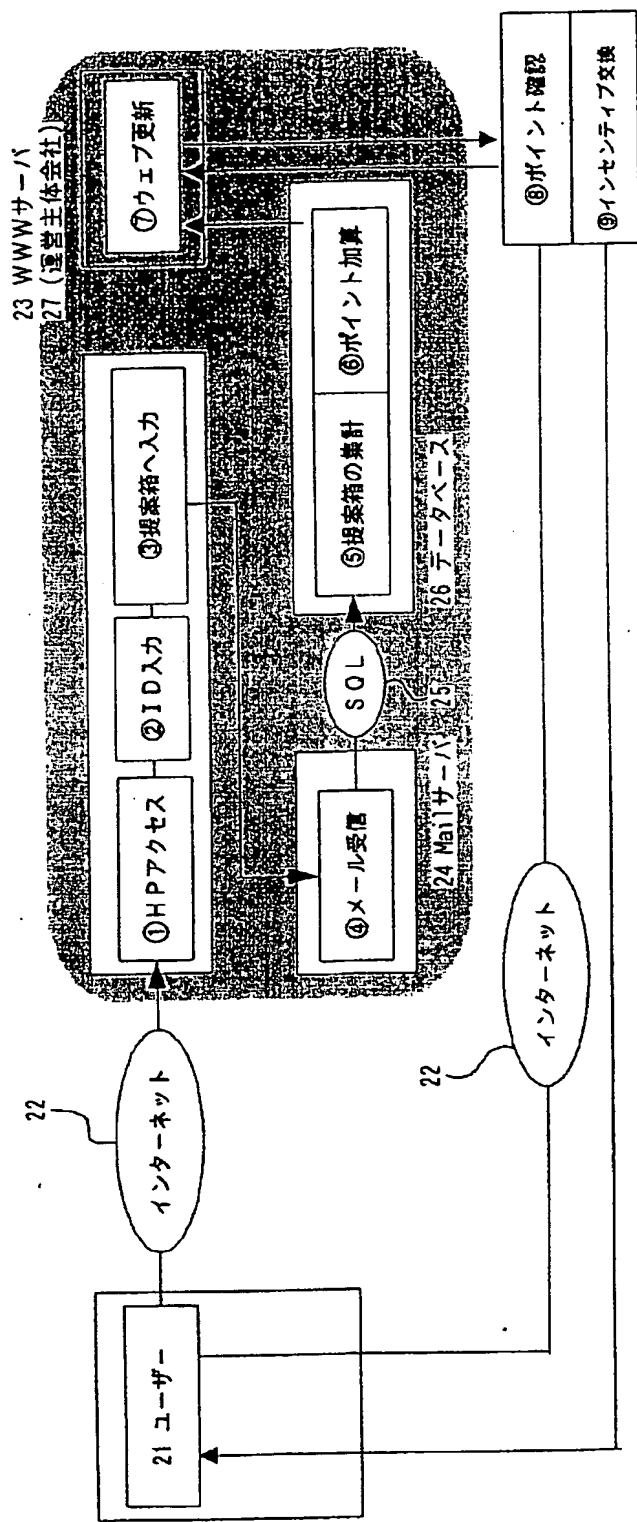 23 WWWサーバ
27 (運営主体会社)
22
21 ユーザー
インターネット
①HPアクセス
②ID入力
③提案箱へ入力
⑦ウェブ更新
④メール受信
24 Mailサーバ
SQL
25
⑤提案箱の集計
⑥ポイント加算
26 データベース
22
インターネット
⑧ポイント確認
⑨インセンティブ交換